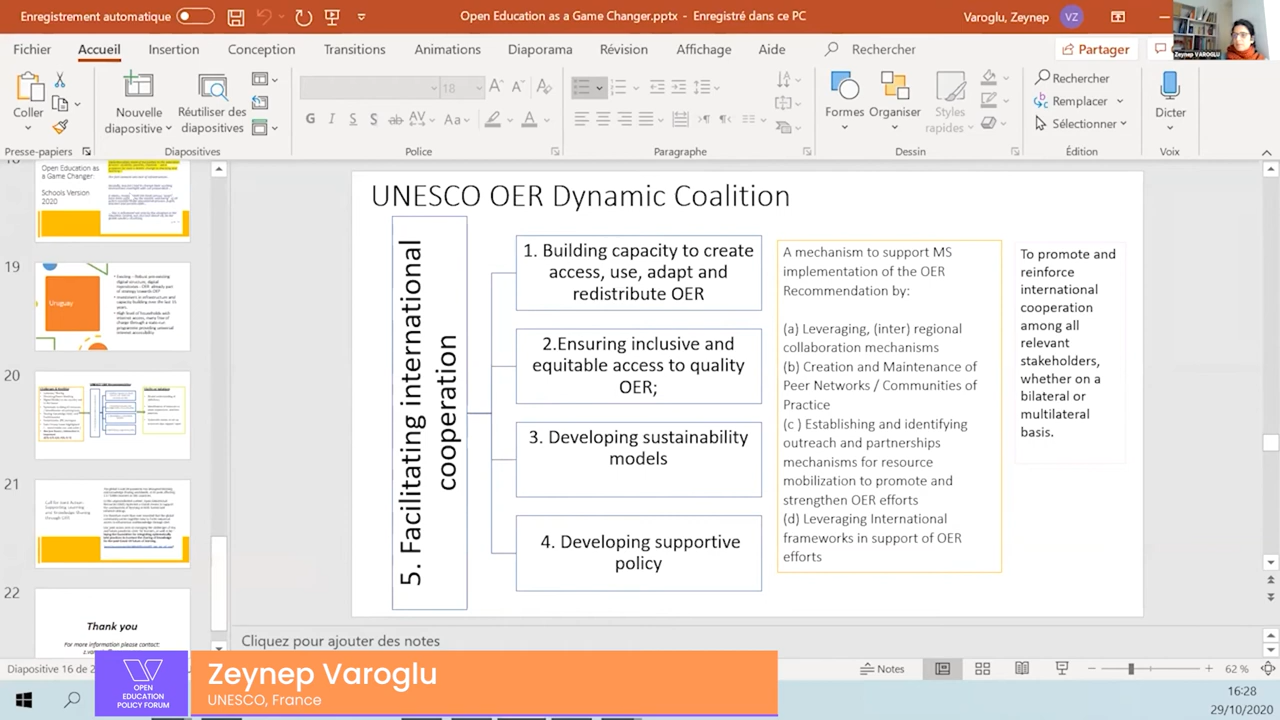 Enregistrement automatique
Open Education as a Game Changer.pptx - Enregistré dans ce PC
Varoglu, Zeynep
VZ
Zeynep VAROGLU
Fichier
Accueil
Insertion
Conception
Transitions
Animations
Diaporama
Révision
Affichage
Aide
Rechercher
Partager
Coller
Nouvelle
diapositive
Réutiliser des
diapositives
Formes
Organiser
Styles
rapides
Rechercher
Remplacer
Sélectionner
Dicter
Presse-papiers
Diapositives
Police
Paragraphe
Dessin
Édition
Voix
Open Education as
a Game Changer
Schools Version
2020
19
Uruguay
20
21
22
Thank you
For more information please contact:
UNESCO OER Dynamic Coalition
5. Facilitating international
cooperation
1. Building capacity to create
access, use, adapt and
redistribute OER
2.Ensuring inclusive and
equitable access to quality
OER;
3. Developing sustainability
models
4. Developing supportive
policy
A mechanism to support MS
implementation of the OER
Recommendation by:
(a) Leveraging, (inter) regional
collaboration mechanisms
(b) Creation and Maintenance of
Peer Networks / Communities of
Practice
(c ) Establishing and identifying
outreach and partnerships
mechanisms for resource
mobilization to promote and
strengthen OER efforts
(d) Leveraging international
frameworks in support of OER
efforts
To promote and
reinforce
international
cooperation
among all
relevant
stakeholders,
whether on a
bilateral or
multilateral
basis.
Cliquez pour ajouter des notes
Diapositive 16 de 2
Notes
62 %
OPEN
EDUCATION
POLICY FORUM
Zeynep Varoglu
UNESCO, France
16:28
29/10/2020